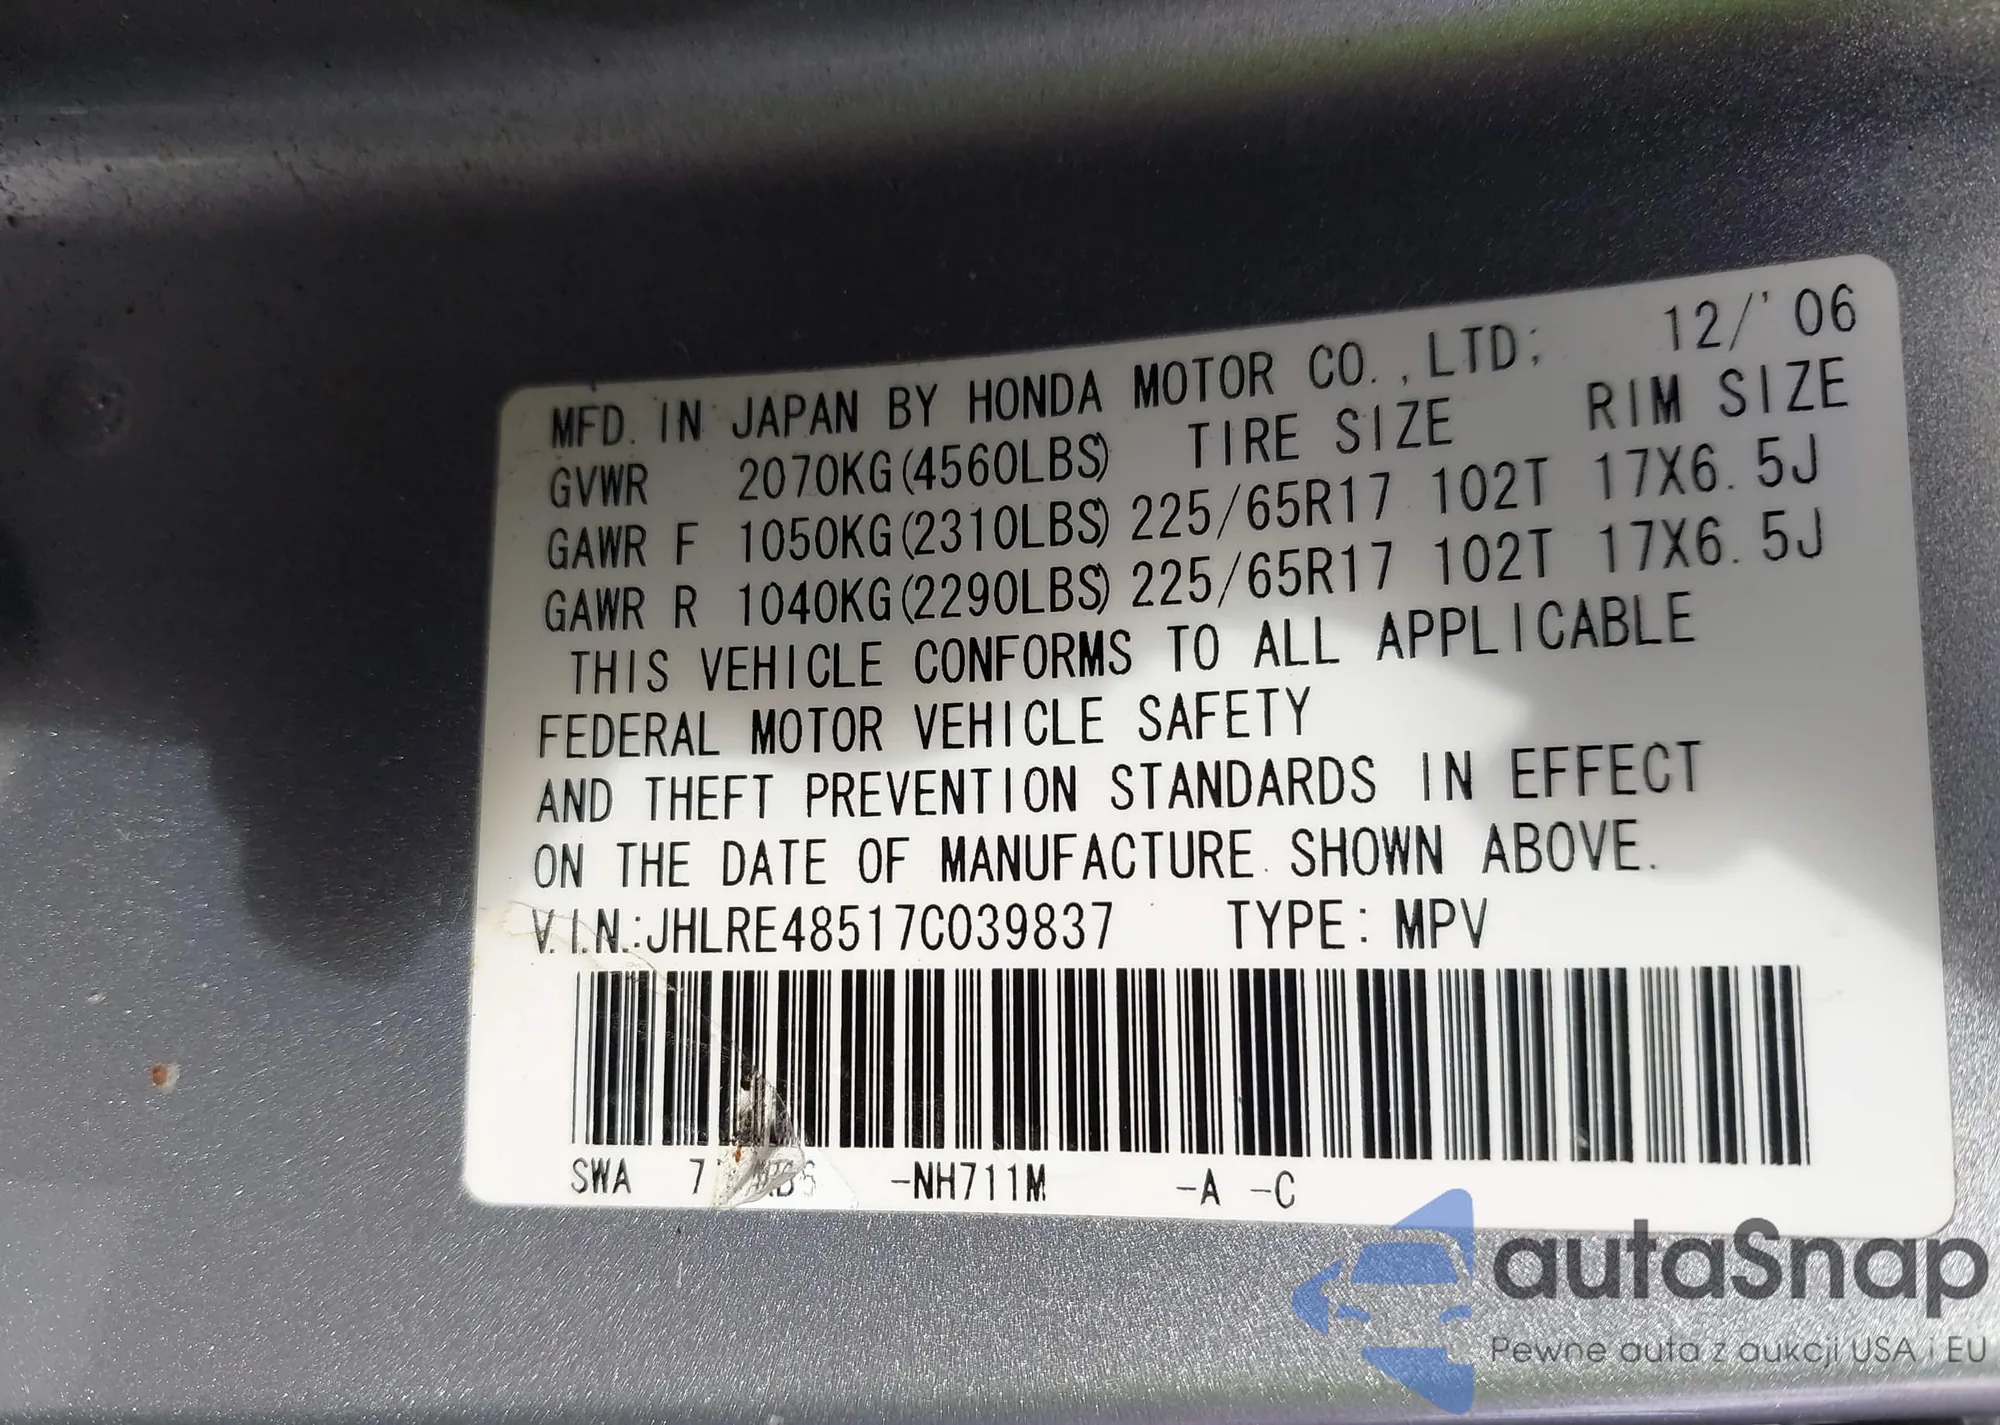 MFD. IN JAPAN BY HONDA MOTOR CO.,LTD; 12/'06
GVWR 2070KG(4560LBS) TIRE SIZE RIM SIZE
GAWR F 1050KG(2310LBS) 225/65R17 102T 17X6.5J
GAWR R 1040KG(2290LBS) 225/65R17 102T 17X6.5J
THIS VEHICLE CONFORMS TO ALL APPLICABLE
FEDERAL MOTOR VEHICLE SAFETY
AND THEFT PREVENTION STANDARDS IN EFFECT
ON THE DATE OF MANUFACTURE SHOWN ABOVE.
V.I.N.:JHLRE48517C039837 TYPE: MPV
SWA -NH711M -A -C
autaSnap
Pewne auta z aukcji USA i EU